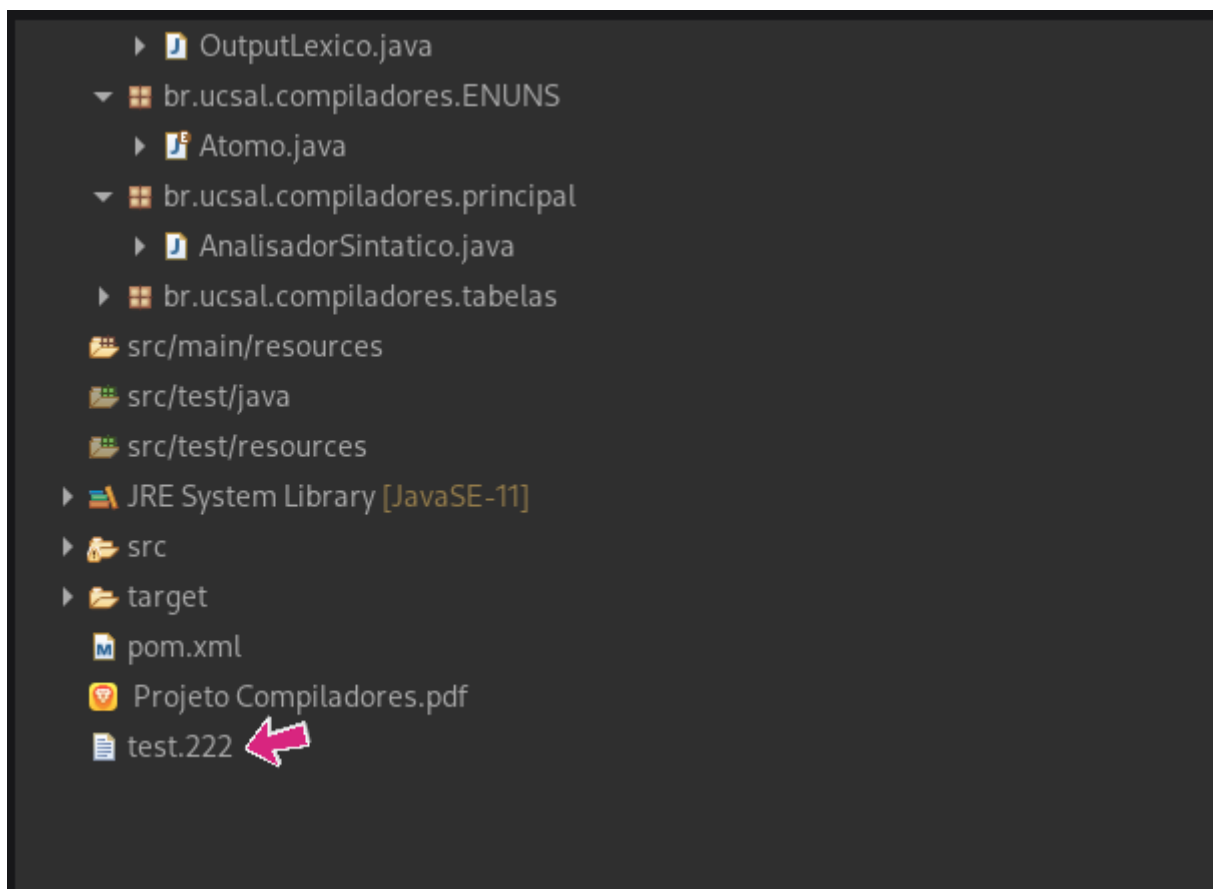 OutputLexico.java
br.ucsal.compiladores.ENUNS
Atomo.java
br.ucsal.compiladores.principal
AnalisadorSintatico.java
br.ucsal.compiladores.tabelas
src/main/resources
src/test/java
src/test/resources
JRE System Library [JavaSE-11]
src
target
pom.xml
Projeto Compiladores.pdf
test.222